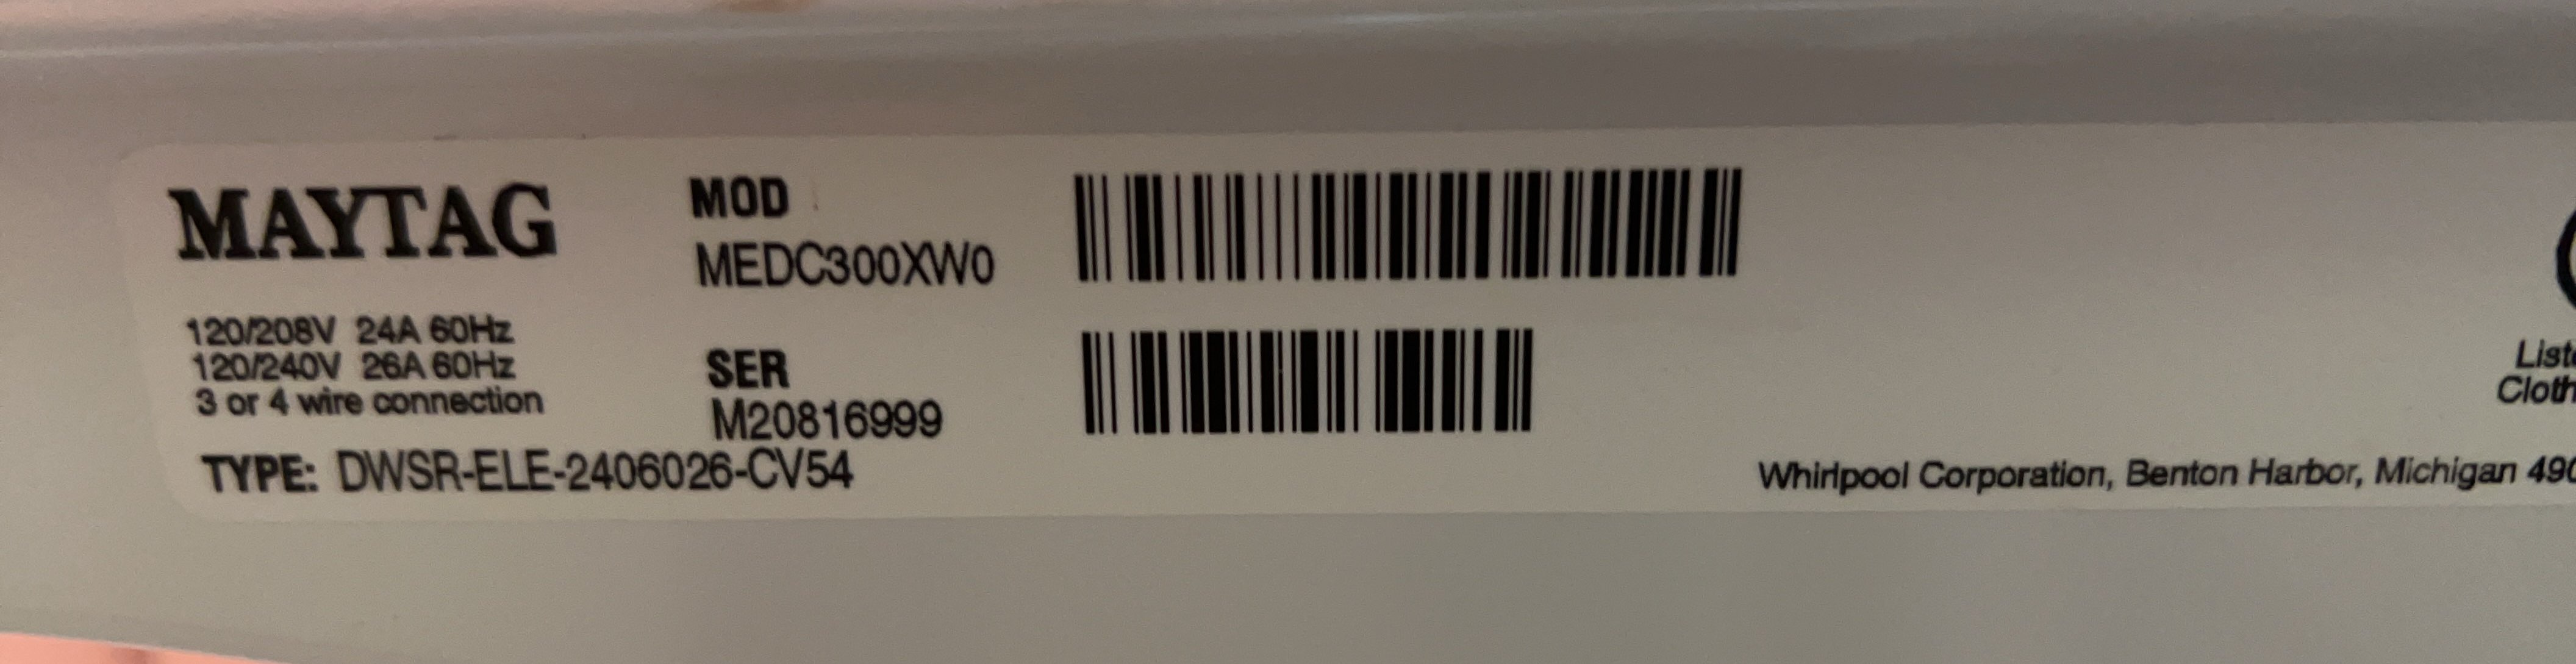 MAYTAG
120/208V 24A 60Hz
120/240V 26A 60Hz
3 or 4 wire connection
TYPE: DWSR-ELE-2406026-CV54
MOD
MEDC300XW0
SER
M20816999
Whirlpool Corporation, Benton Harbor, Michigan